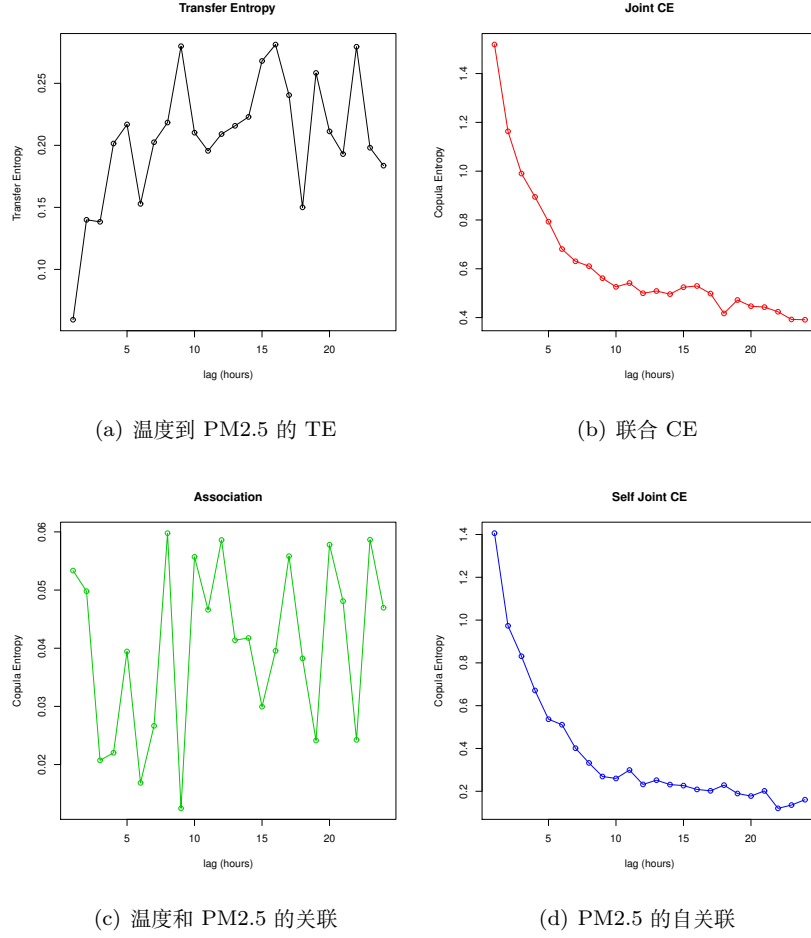 Transfer Entropy
Transfer Entropy
0.25
0.20
0.15
0.10
5 10 15 20
lag (hours)
(a) 温度到 PM2.5 的 TE
Joint CE
Copula Entropy
1.4
1.2
1.0
0.8
0.6
0.4
5 10 15 20
lag (hours)
(b) 联合 CE
Association
Copula Entropy
0.06
0.05
0.04
0.03
0.02
5 10 15 20
lag (hours)
(c) 温度和 PM2.5 的关联
Self Joint CE
Copula Entropy
1.4
1.2
1.0
0.8
0.6
0.4
0.2
5 10 15 20
lag (hours)
(d) PM2.5 的自关联